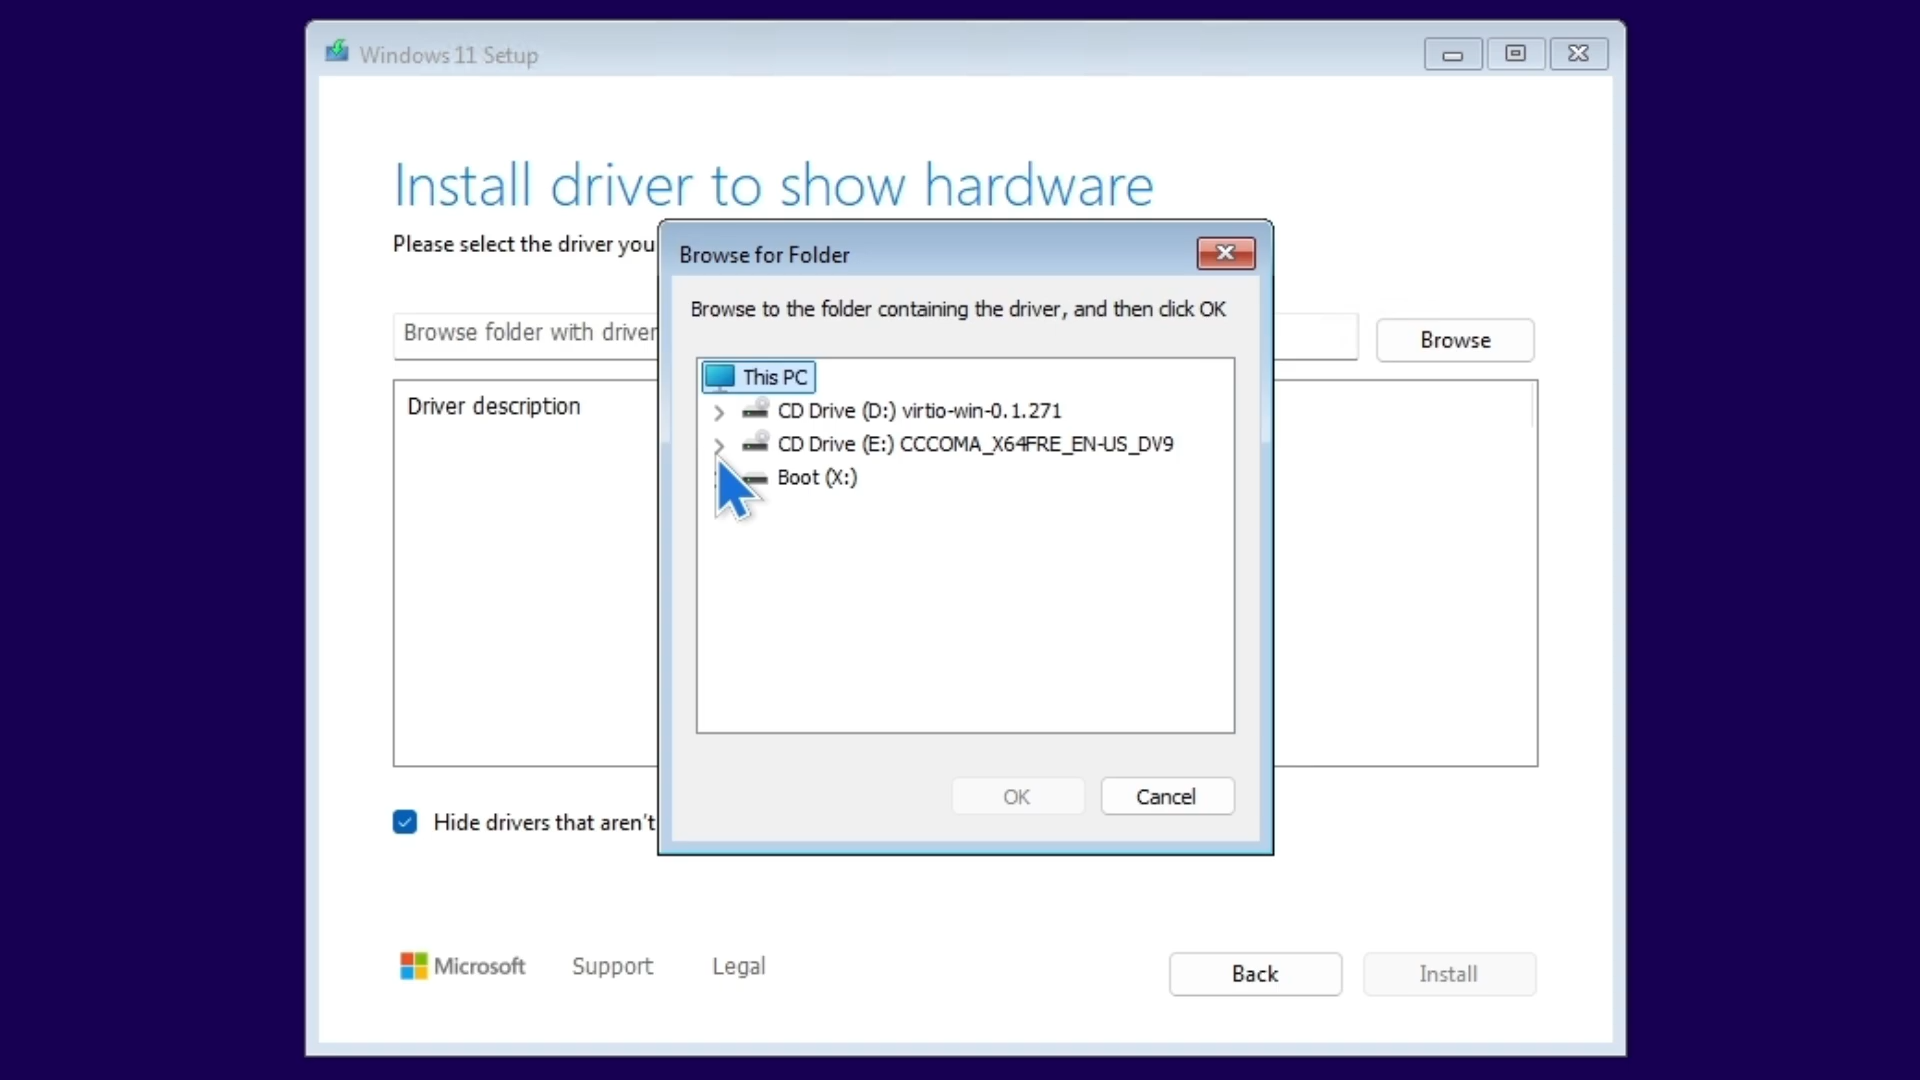 Windows 11 Setup
Install driver to show hardware
Please select the driver you
Browse for Folder
Browse to the folder containing the driver, and then click OK
Browse folder with driver
Browse
This PC
CD Drive (D:) virtio-win-0.1.271
CD Drive (E:) CCCOMA_X64FRE_EN-US_DV9
Boot (X:)
Driver description
OK
Cancel
Hide drivers that aren't
Microsoft
Support
Legal
Back
Install